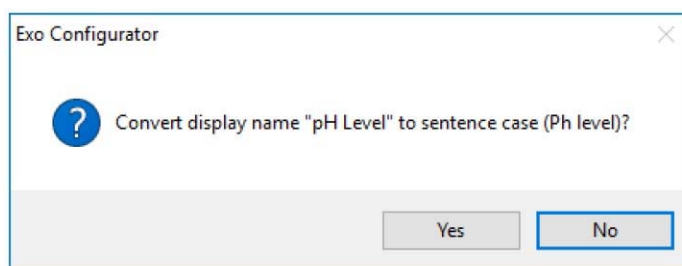 Exo Configurator
Convert display name "pH Level" to sentence case (Ph level)?
Yes
No